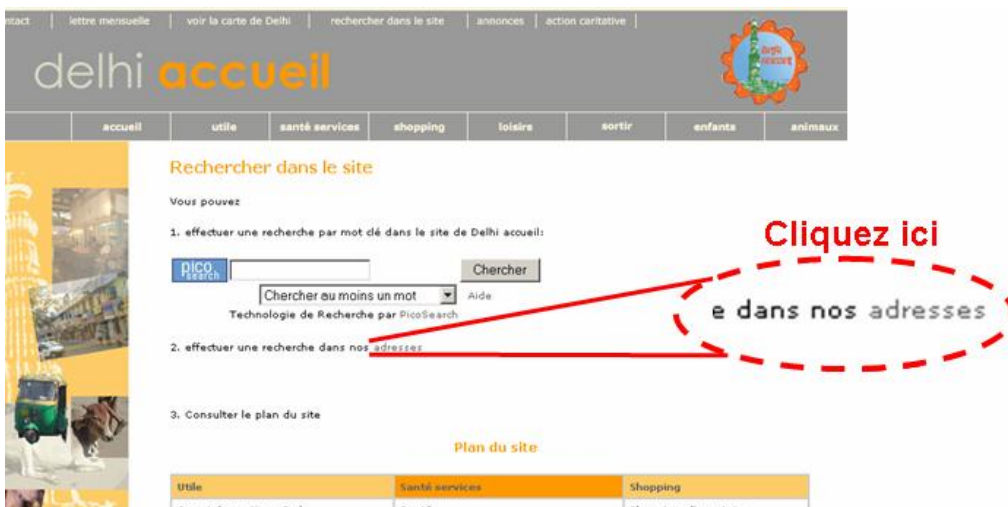 ntact | lettre mensuelle | voir la carte de Delhi | rechercher dans le site | annonces | action caritative |
delhi accueil
accueil utile santé services shopping loisirs sortir enfants animaux
Rechercher dans le site
Vous pouvez
1. effectuer une recherche par mot clé dans le site de Delhi accueil:
Cliquez ici
pico search Chercher
Chercher au moins un mot Aide
e dans nos adresses
Technologie de Recherche par PicoSearch
2. effectuer une recherche dans nos adresses
3. Consulter le plan du site
Plan du site
Utile Santé services Shopping